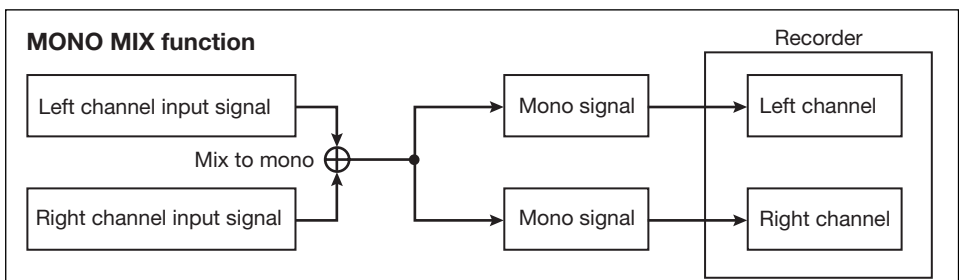 MONO MIX function
Recorder
Left channel input signal
Mono signal
Left channel
Mix to mono
Right channel input signal
Mono signal
Right channel